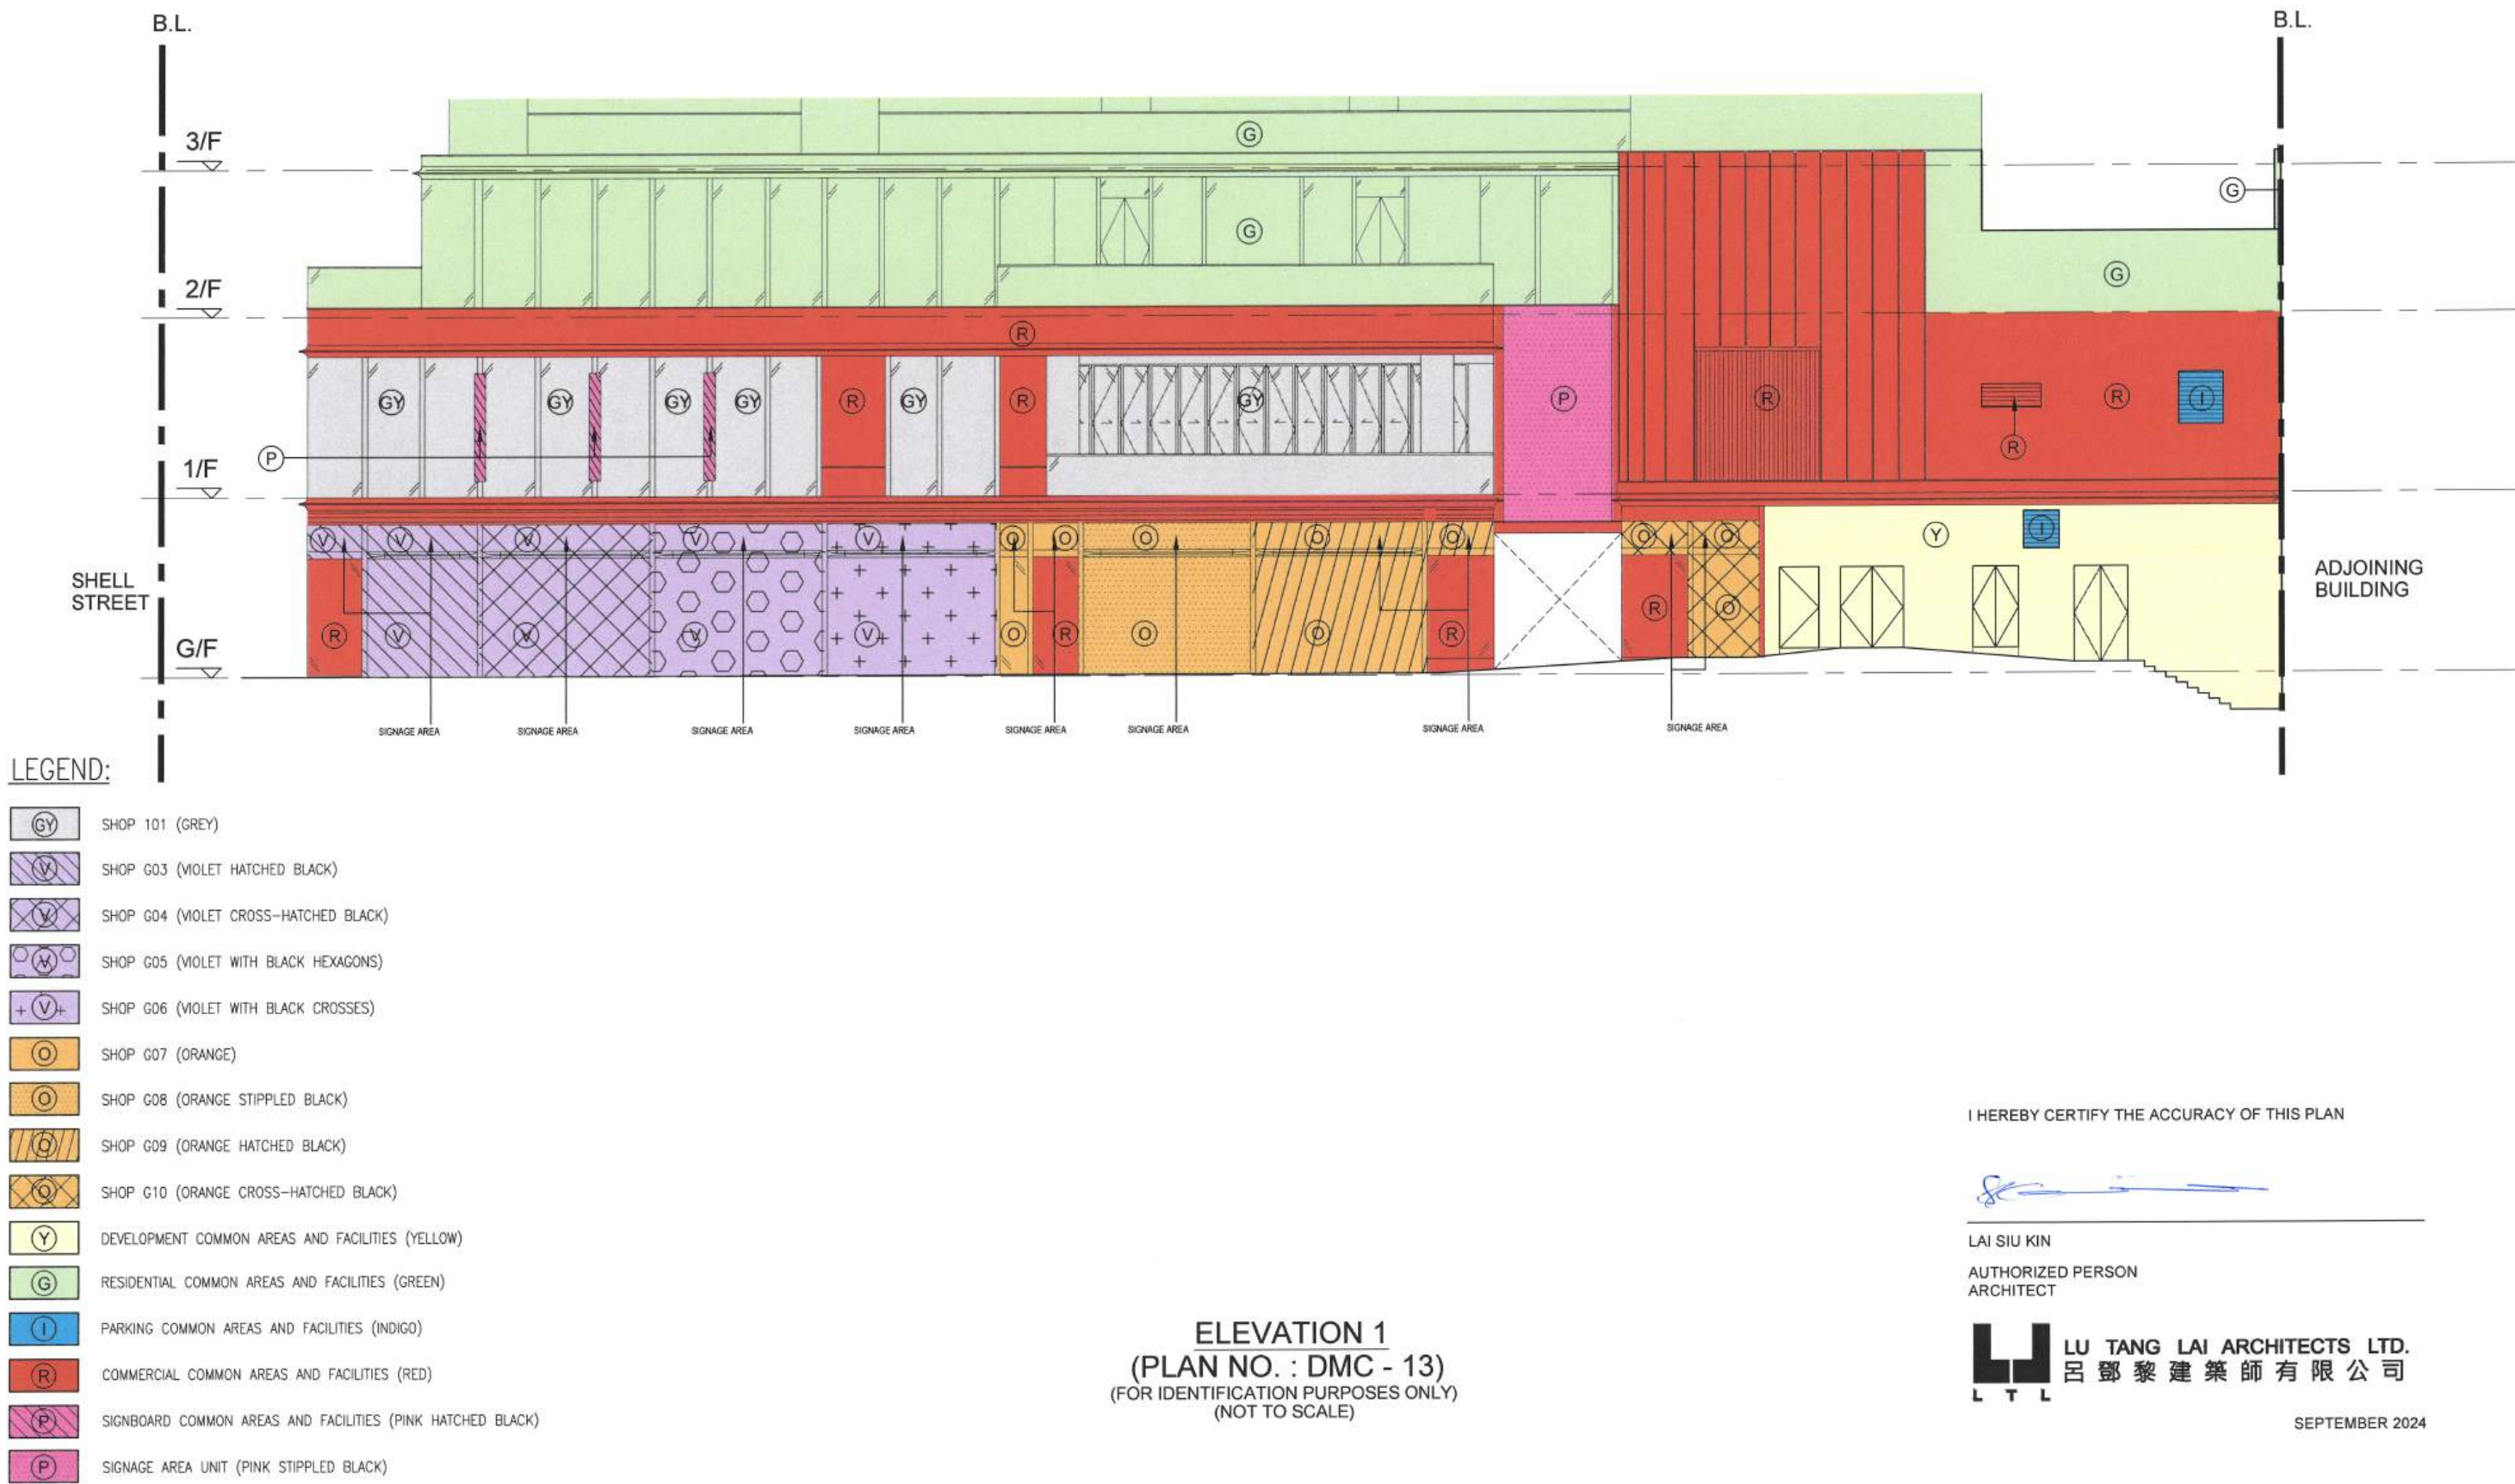 B.L.
B.L.
3/F
G
G
G
2/F
G
R
GY
GY
GY
GY
R
GY
R
GY
P
R
R
I
R
P
1/F
V
V
V
V
V
O
O
O
O
O
O
O
Y
I
SHELL
STREET
ADJOINING
BUILDING
R
V
V
V
V
O
R
O
O
R
R
O
G/F
SIGNAGE AREA
SIGNAGE AREA
SIGNAGE AREA
SIGNAGE AREA
SIGNAGE AREA
SIGNAGE AREA
SIGNAGE AREA
SIGNAGE AREA
LEGEND:
GY SHOP 101 (GREY)
V SHOP G03 (VIOLET HATCHED BLACK)
V SHOP G04 (VIOLET CROSS-HATCHED BLACK)
V SHOP G05 (VIOLET WITH BLACK HEXAGONS)
V SHOP G06 (VIOLET WITH BLACK CROSSES)
O SHOP G07 (ORANGE)
O SHOP G08 (ORANGE STIPPLED BLACK)
O SHOP G09 (ORANGE HATCHED BLACK)
O SHOP G10 (ORANGE CROSS-HATCHED BLACK)
Y DEVELOPMENT COMMON AREAS AND FACILITIES (YELLOW)
G RESIDENTIAL COMMON AREAS AND FACILITIES (GREEN)
I PARKING COMMON AREAS AND FACILITIES (INDIGO)
R COMMERCIAL COMMON AREAS AND FACILITIES (RED)
P SIGNBOARD COMMON AREAS AND FACILITIES (PINK HATCHED BLACK)
P SIGNAGE AREA UNIT (PINK STIPPLED BLACK)
ELEVATION 1
(PLAN NO. : DMC - 13)
(FOR IDENTIFICATION PURPOSES ONLY)
(NOT TO SCALE)
I HEREBY CERTIFY THE ACCURACY OF THIS PLAN
LAI SIU KIN
AUTHORIZED PERSON
ARCHITECT
LU TANG LAI ARCHITECTS LTD.
呂鄧黎建築師有限公司
L T L
SEPTEMBER 2024